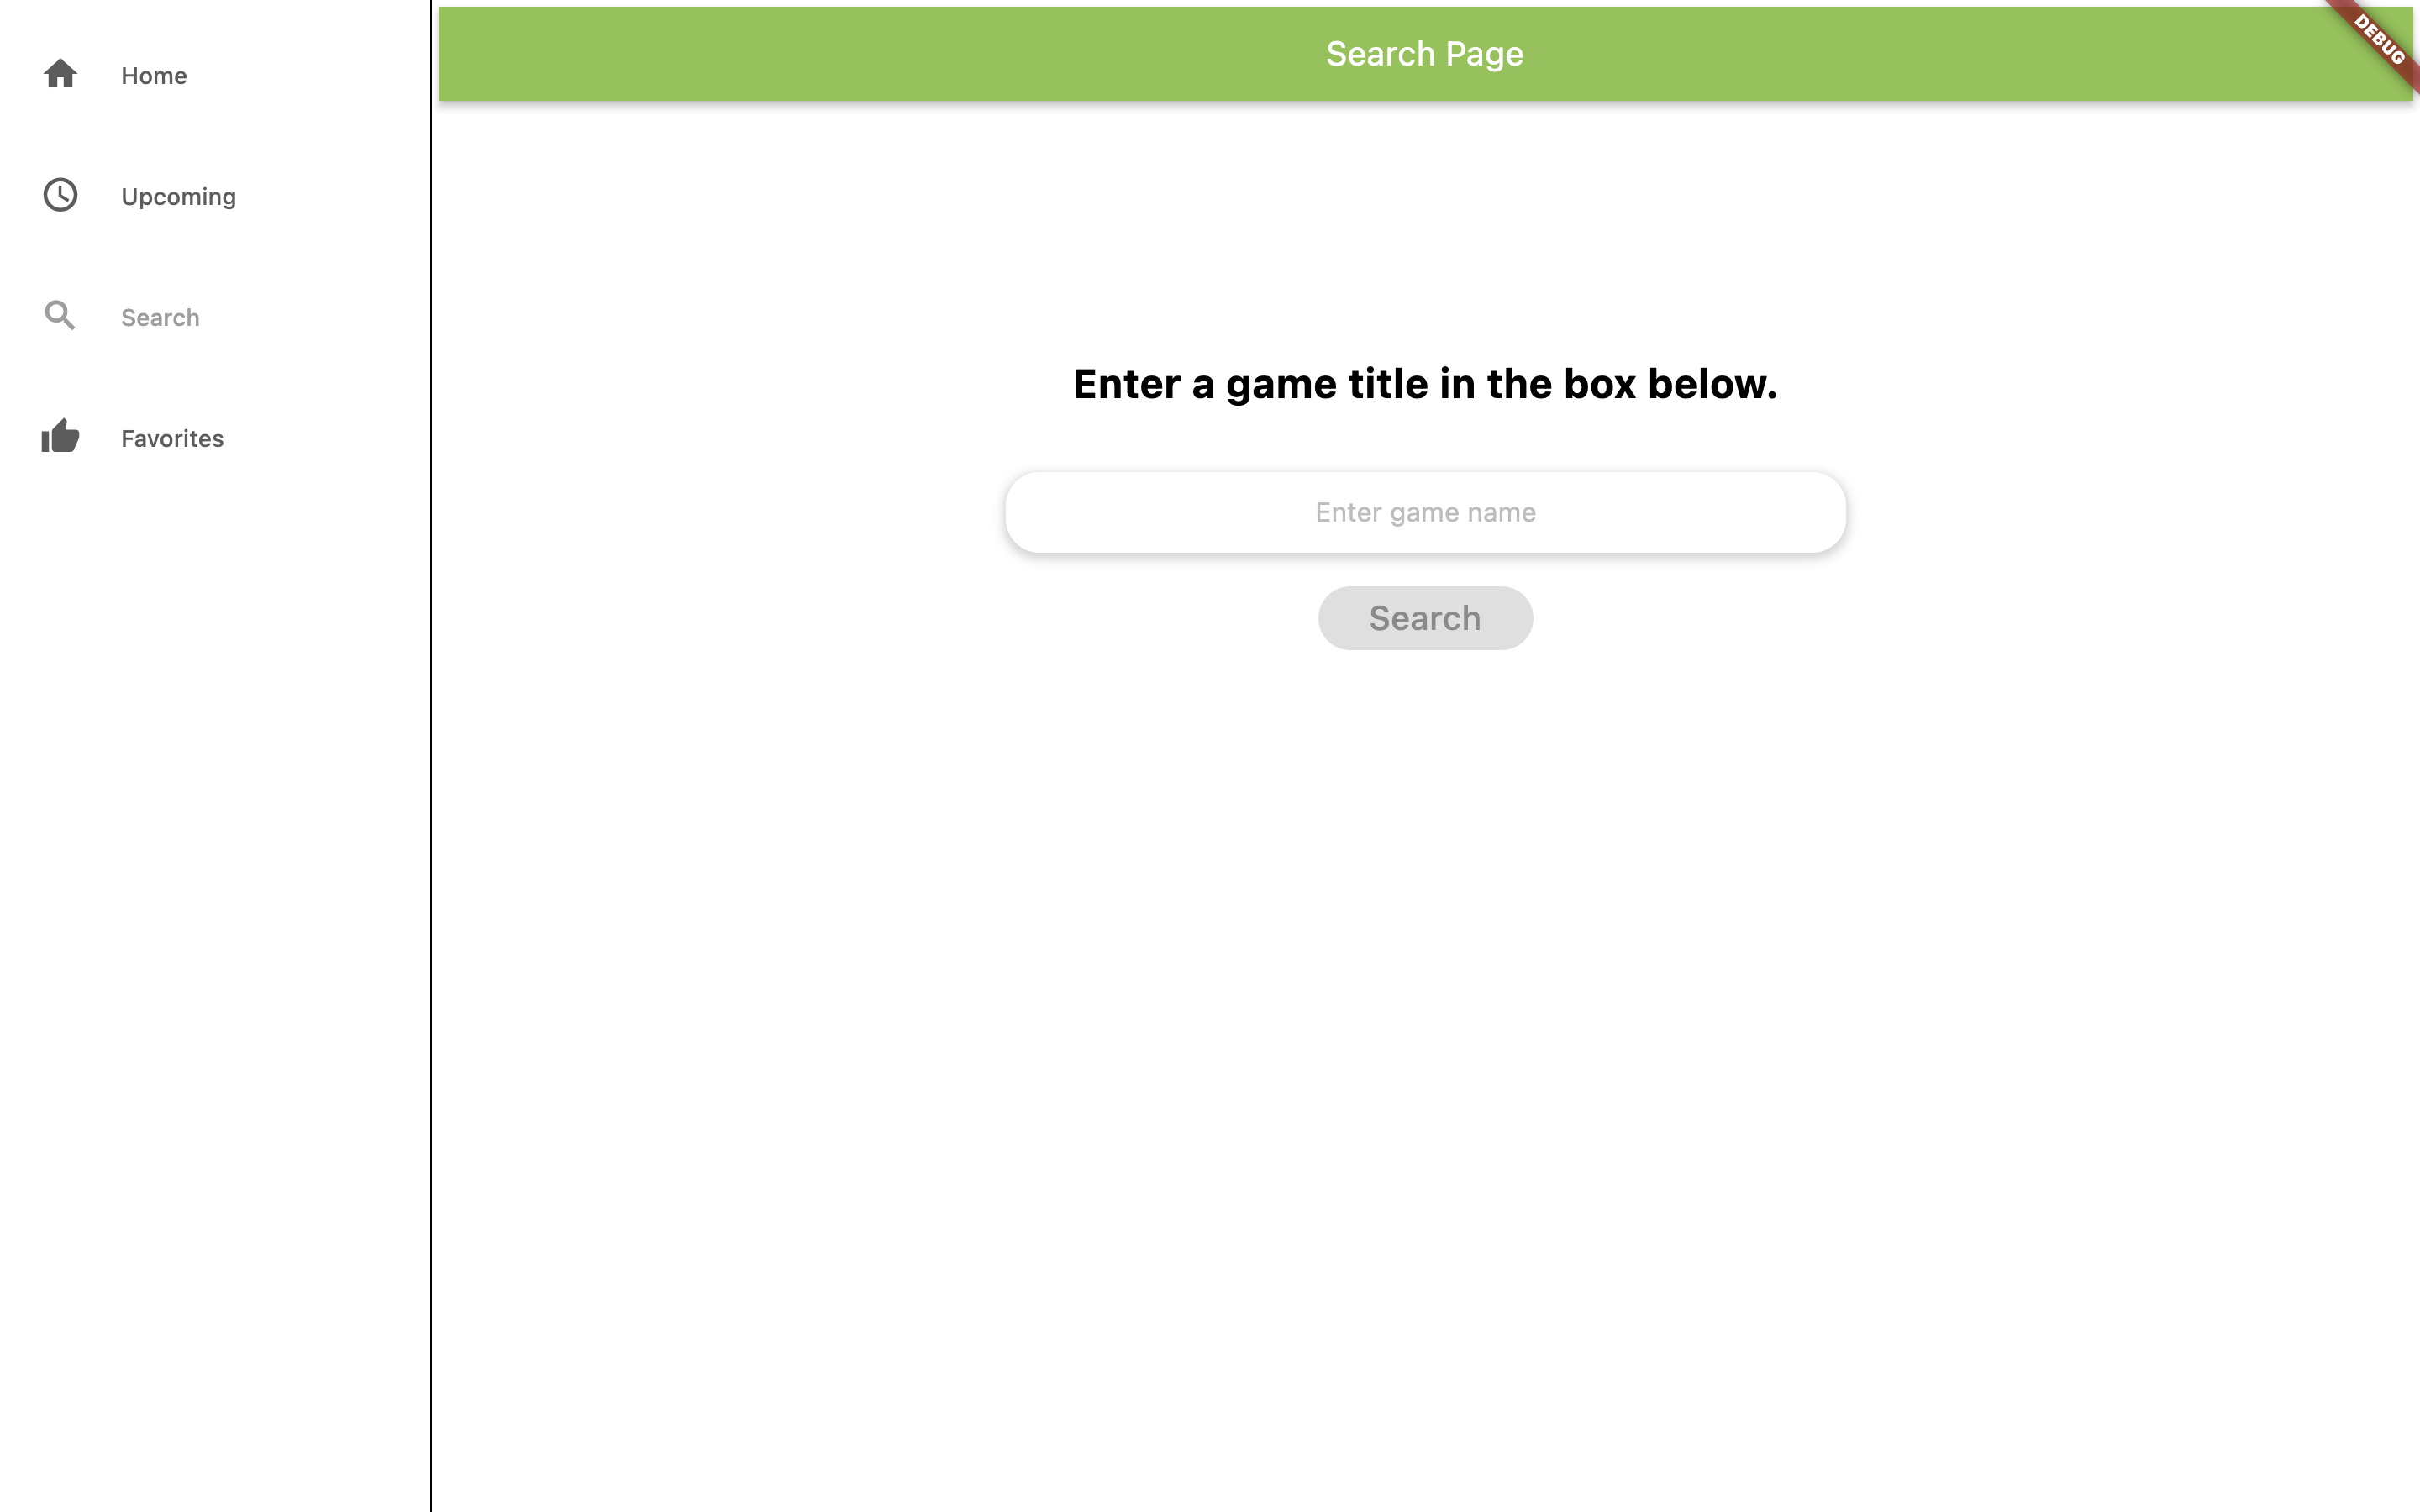 Home
Upcoming
Search
Favorites
Search Page
DEBUG
Enter a game title in the box below.
Enter game name
Search